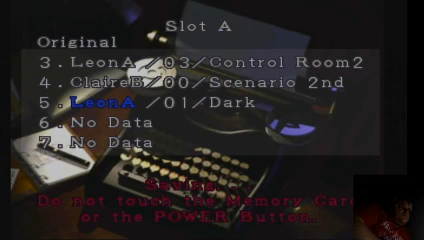 Slot A
Original
3. LeonA /03/Control Room2
4. ClaireB/00/Scenario 2nd
5. LeonA /01/Dark
6. No Data
7. No Data
Saving.
Do not touch the Memory Card
or the POWER Button.